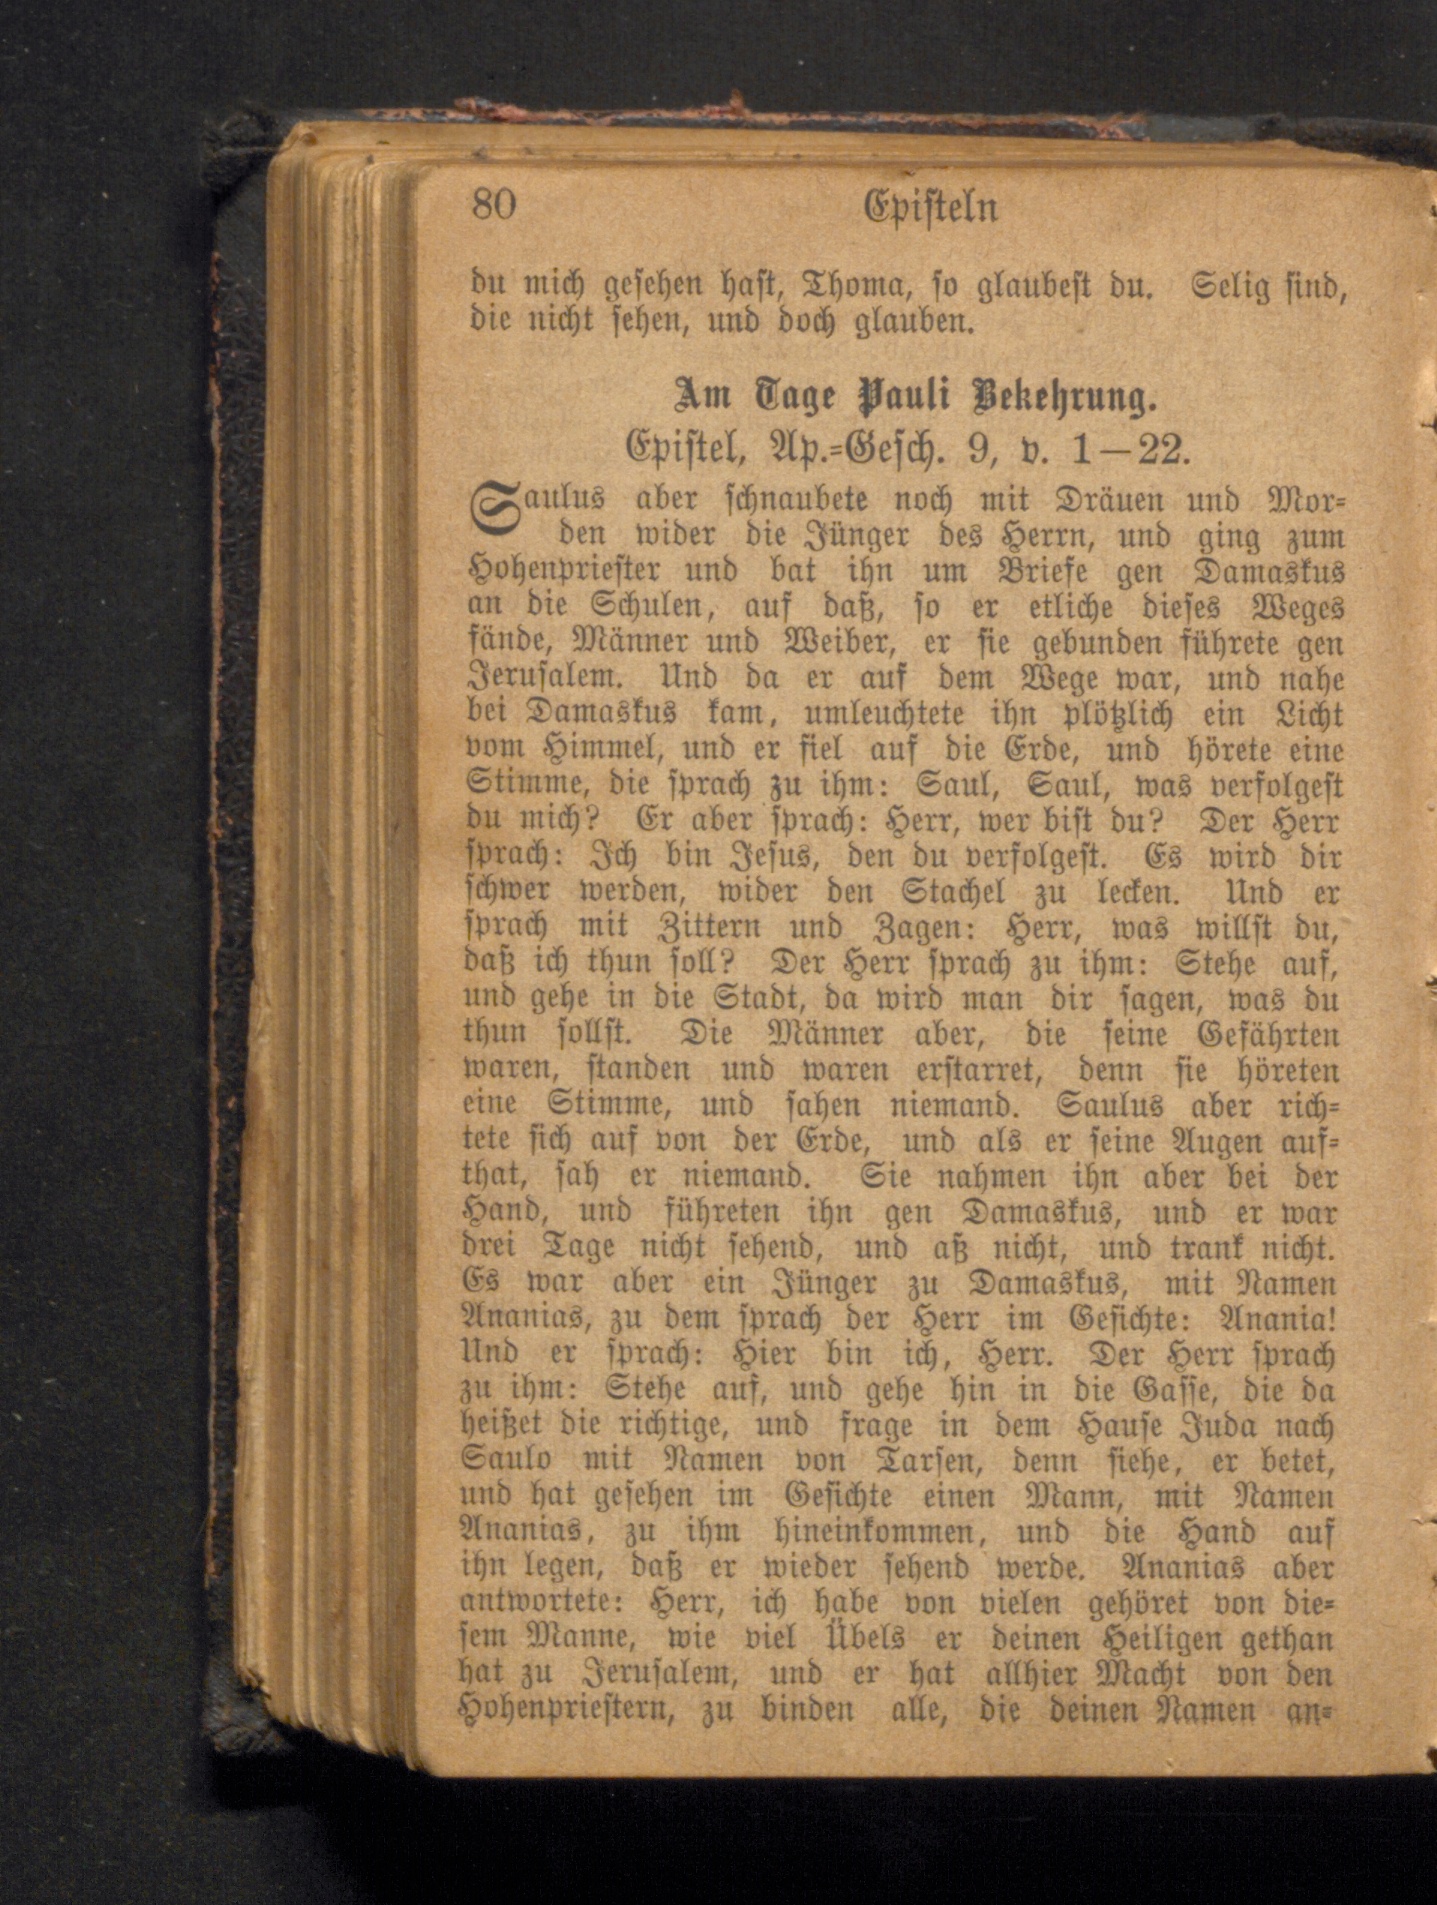 80 Episteln
du mich gesehen hast, Thoma, so glaubest du. Selig sind,
die nicht sehen, und doch glauben.
Am Tage Pauli Bekehrung.
Epistel, Ap.-Gesch. 9, v. 1—22.
Saulus aber schnaubete noch mit Dräuen und Mor-
den wider die Jünger des Herrn, und ging zum
Hohenpriester und bat ihn um Briefe gen Damaskus
an die Schulen, auf daß, so er etliche dieses Weges
fände, Männer und Weiber, er sie gebunden führete gen
Jerusalem. Und da er auf dem Wege war, und nahe
bei Damaskus kam, umleuchtete ihn plötzlich ein Licht
vom Himmel, und er fiel auf die Erde, und hörete eine
Stimme, die sprach zu ihm: Saul, Saul, was verfolgest
du mich? Er aber sprach: Herr, wer bist du? Der Herr
sprach: Ich bin Jesus, den du verfolgest. Es wird dir
schwer werden, wider den Stachel zu lecken. Und er
sprach mit Zittern und Zagen: Herr, was willst du,
daß ich thun soll? Der Herr sprach zu ihm: Stehe auf,
und gehe in die Stadt, da wird man dir sagen, was du
thun sollst. Die Männer aber, die seine Gefährten
waren, standen und waren erstarret, denn sie höreten
eine Stimme, und sahen niemand. Saulus aber rich-
tete sich auf von der Erde, und als er seine Augen auf-
that, sah er niemand. Sie nahmen ihn aber bei der
Hand, und führeten ihn gen Damaskus, und er war
drei Tage nicht sehend, und aß nicht, und trank nicht.
Es war aber ein Jünger zu Damaskus, mit Namen
Ananias, zu dem sprach der Herr im Gesichte: Anania!
Und er sprach: Hier bin ich, Herr. Der Herr sprach
zu ihm: Stehe auf, und gehe hin in die Gasse, die da
heißet die richtige, und frage in dem Hause Juda nach
Saulo mit Namen von Tarsen, denn siehe, er betet,
und hat gesehen im Gesichte einen Mann, mit Namen
Ananias, zu ihm hineinkommen, und die Hand auf
ihn legen, daß er wieder sehend werde. Ananias aber
antwortete: Herr, ich habe von vielen gehöret von die-
sem Manne, wie viel Übels er deinen Heiligen gethan
hat zu Jerusalem, und er hat allhier Macht von den
Hohenpriestern, zu binden alle, die deinen Namen an-